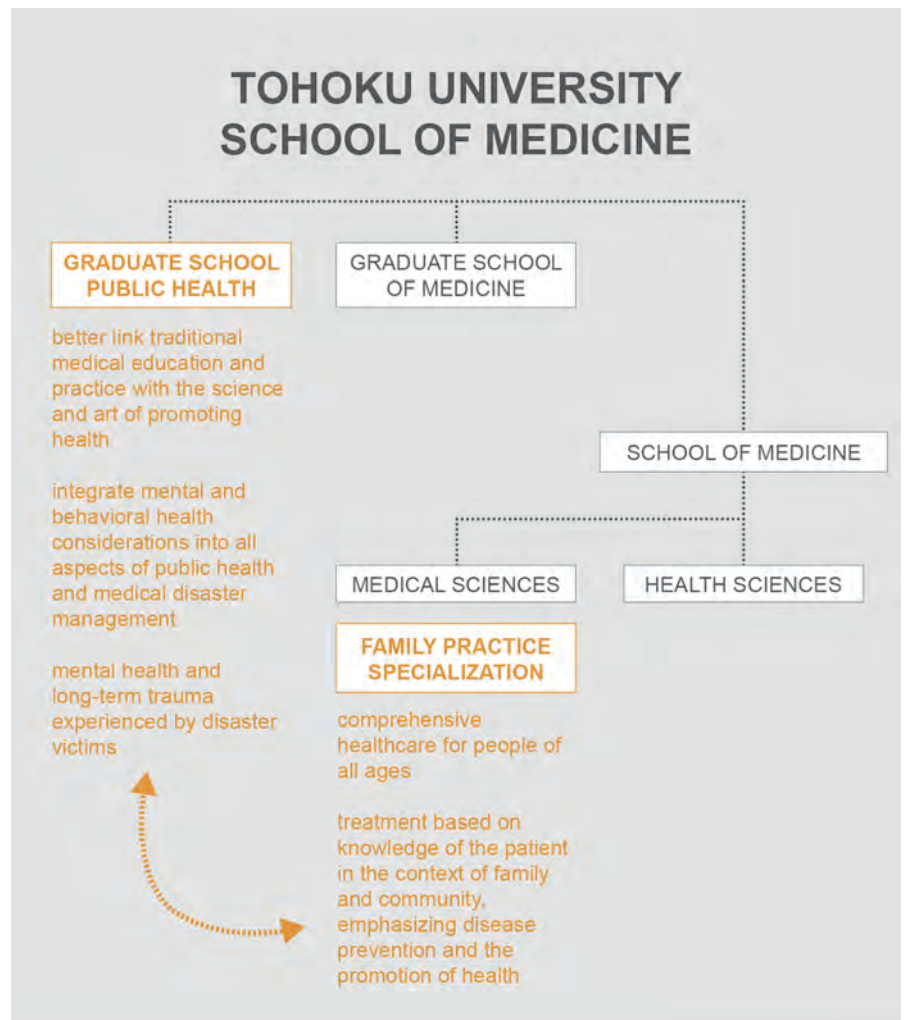 TOHOKU UNIVERSITY
SCHOOL OF MEDICINE
GRADUATE SCHOOL
PUBLIC HEALTH
better link traditional
medical education and
practice with the science
and art of promoting
health
integrate mental and
behavioral health
considerations into all
aspects of public health
and medical disaster
management
mental health and
long-term trauma
experienced by disaster
victims
GRADUATE SCHOOL
OF MEDICINE
SCHOOL OF MEDICINE
MEDICAL SCIENCES
HEALTH SCIENCES
FAMILY PRACTICE
SPECIALIZATION
comprehensive
healthcare for people of
all ages
treatment based on
knowledge of the patient
in the context of family
and community,
emphasizing disease
prevention and the
promotion of health